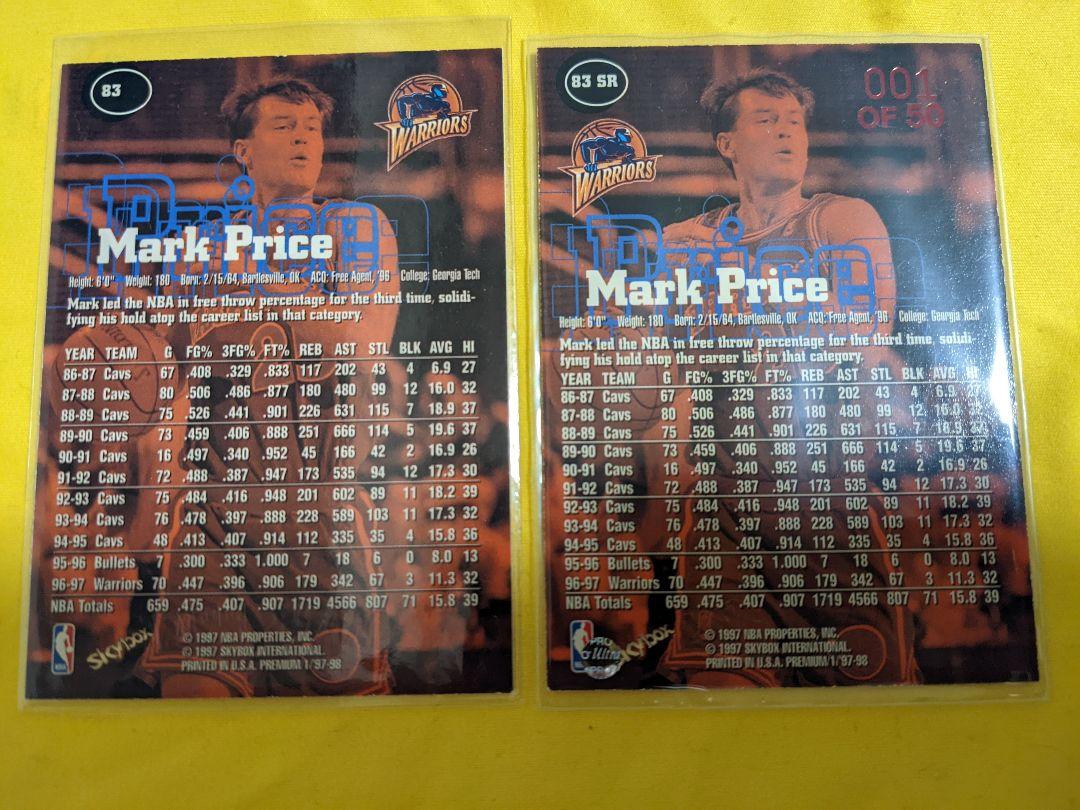 83
WARRIORS
Price
Mark Price
Height: 6'0" Weight: 180 Born: 2/15/64, Bartlesville, OK ACQ: Free Agent, '96 College: Georgia Tech
Mark led the NBA in free throw percentage for the third time, solidi-
fying his hold atop the career list in that category.
YEAR TEAM G FG% 3FG% FT% REB AST STL BLK AVG HI
86-87 Cavs 67 .408 .329 .833 117 202 43 4 6.9 27
87-88 Cavs 80 .506 .486 .877 180 480 99 12 16.0 32
88-89 Cavs 75 .526 .441 .901 226 631 115 7 18.9 37
89-90 Cavs 73 .459 .406 .888 251 666 114 5 19.6 37
90-91 Cavs 16 .497 .340 .952 45 166 42 2 16.9 26
91-92 Cavs 72 .488 .387 .947 173 535 94 12 17.3 30
92-93 Cavs 75 .484 .416 .948 201 602 89 11 18.2 39
93-94 Cavs 76 .478 .397 .888 228 589 103 11 17.3 32
94-95 Cavs 48 .413 .407 .914 112 335 35 4 15.8 36
95-96 Bullets 7 .300 .333 1.000 7 18 6 0 8.0 13
96-97 Warriors 70 .447 .396 .906 179 342 67 3 11.3 32
NBA Totals 659 .475 .407 .907 1719 4566 807 71 15.8 39
NBA
SKYBOX
© 1997 NBA PROPERTIES, INC.
© 1997 SKYBOX INTERNATIONAL.
PRINTED IN U.S.A. PREMIUM 1/'97-98
83 SR
001
OF 50
WARRIORS
Price
Mark Price
Height: 6'0" Weight: 180 Born: 2/15/64, Bartlesville, OK ACQ: Free Agent, '96 College: Georgia Tech
Mark led the NBA in free throw percentage for the third time, solidi-
fying his hold atop the career list in that category.
YEAR TEAM G FG% 3FG% FT% REB AST STL BLK AVG HI
86-87 Cavs 67 .408 .329 .833 117 202 43 4 6.9 27
87-88 Cavs 80 .506 .486 .877 180 480 99 12 16.0 32
88-89 Cavs 75 .526 .441 .901 226 631 115 7 18.9 37
89-90 Cavs 73 .459 .406 .888 251 666 114 5 19.6 37
90-91 Cavs 16 .497 .340 .952 45 166 42 2 16.9 26
91-92 Cavs 72 .488 .387 .947 173 535 94 12 17.3 30
92-93 Cavs 75 .484 .416 .948 201 602 89 11 18.2 39
93-94 Cavs 76 .478 .397 .888 228 589 103 11 17.3 32
94-95 Cavs 48 .413 .407 .914 112 335 35 4 15.8 36
95-96 Bullets 7 .300 .333 1.000 7 18 6 0 8.0 13
96-97 Warriors 70 .447 .396 .906 179 342 67 3 11.3 32
NBA Totals 659 .475 .407 .907 1719 4566 807 71 15.8 39
Ultra
SKYBOX
© 1997 NBA PROPERTIES, INC.
© 1997 SKYBOX INTERNATIONAL.
PRINTED IN U.S.A. PREMIUM 1/'97-98